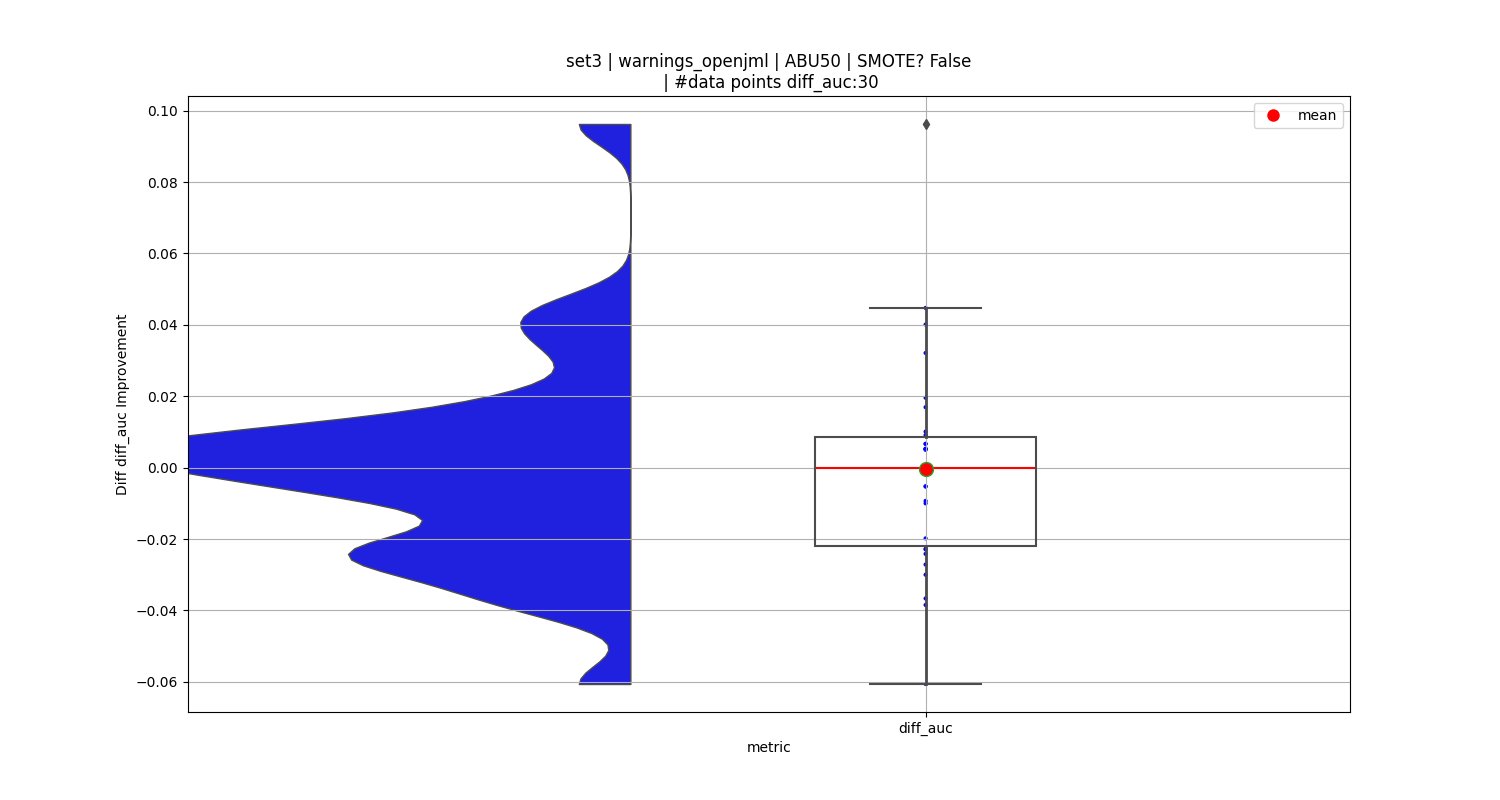 set3 | warnings_openjml | ABU50 | SMOTE? False
| #data points diff_auc:30
mean
0.10
0.08
0.06
0.04
0.02
0.00
−0.02
−0.04
−0.06
Diff diff_auc Improvement
diff_auc
metric